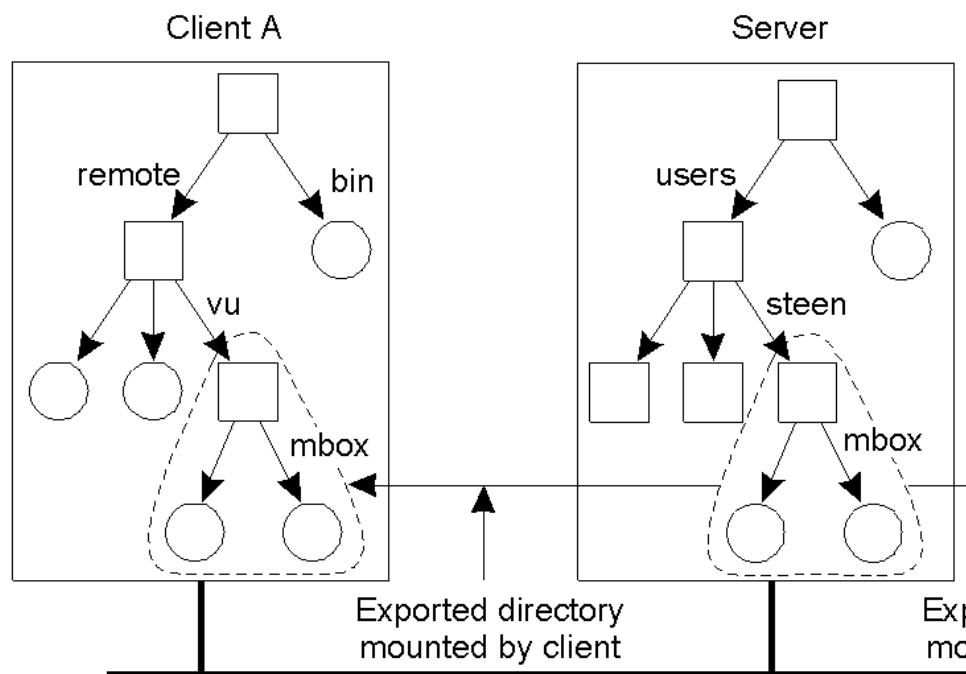 Client A
Server
remote
bin
users
vu
steen
mbox
mbox
Exported directory
mounted by client